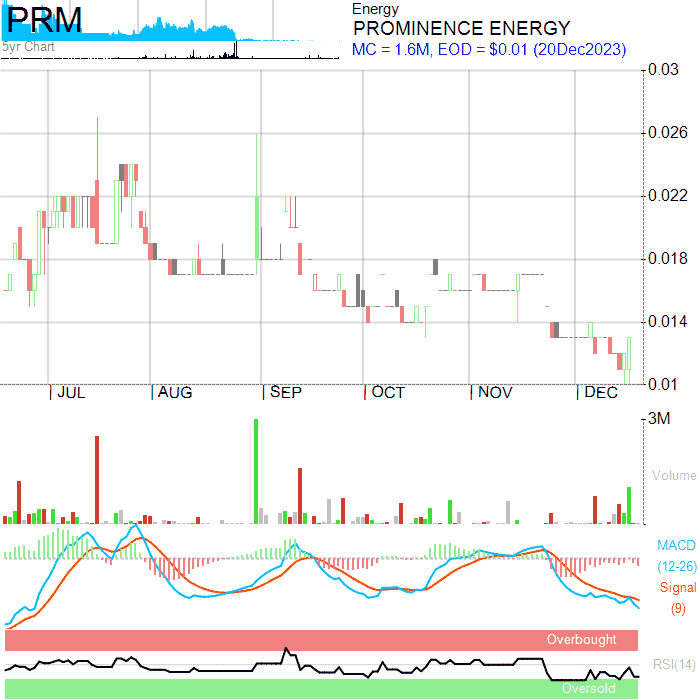 PRM
5yr Chart
Energy
PROMINENCE ENERGY
MC = 1.6M, EOD = $0.01 (20Dec2023)
0.03
0.026
0.022
0.018
0.014
0.01
JUL AUG SEP OCT NOV DEC
3M
Volume
MACD
(12-26)
Signal
(9)
Overbought
RSI(14)
Oversold